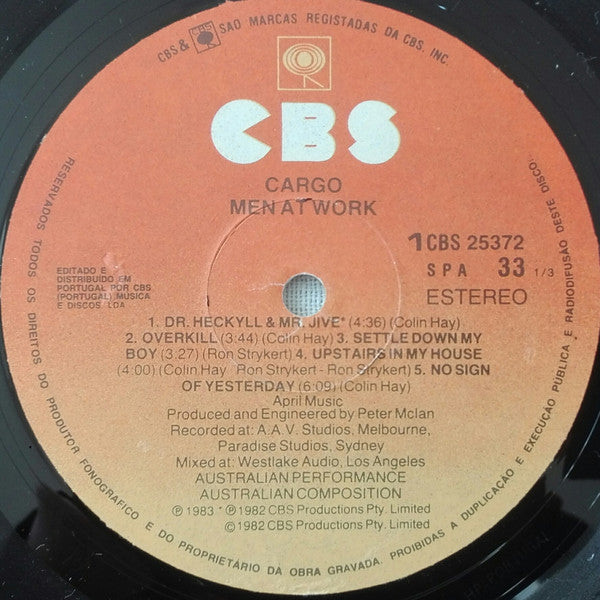 CBS & CBS SAO MARCAS REGISTADAS DA CBS, INC.
CBS
CARGO
MEN AT WORK
1 CBS 25372
SPA 33 1/3
ESTEREO
EDITADO E
DISTRIBUIDO EM
PORTUGAL POR CBS
(PORTUGAL) MUSICA
E DISCOS LDA
1. DR. HECKYLL & MR. JIVE* (4:36) (Colin Hay)
2. OVERKILL (3:44) (Colin Hay) 3. SETTLE DOWN MY
BOY (3.27) (Ron Strykert) 4. UPSTAIRS IN MY HOUSE
(4:00) (Colin Hay Ron Strykert - Ron Strykert) 5. NO SIGN
OF YESTERDAY (6:09) (Colin Hay)
April Music
Produced and Engineered by Peter McIan
Recorded at: A.A.V. Studios, Melbourne,
Paradise Studios, Sydney
Mixed at: Westlake Audio, Los Angeles
AUSTRALIAN PERFORMANCE
AUSTRALIAN COMPOSITION
Ⓟ 1983 * Ⓟ 1982 CBS Productions Pty. Limited
© 1982 CBS Productions Pty. Limited
RESERVADOS TODOS OS DIREITOS DO PRODUTOR FONOGRAFICO E DO PROPRIETÁRIO DA OBRA GRAVADA. PROIBIDAS A DUPLICAÇÃO E EXECUÇÃO PÚBLICA E RADIODIFUSÃO DESTE DISCO.